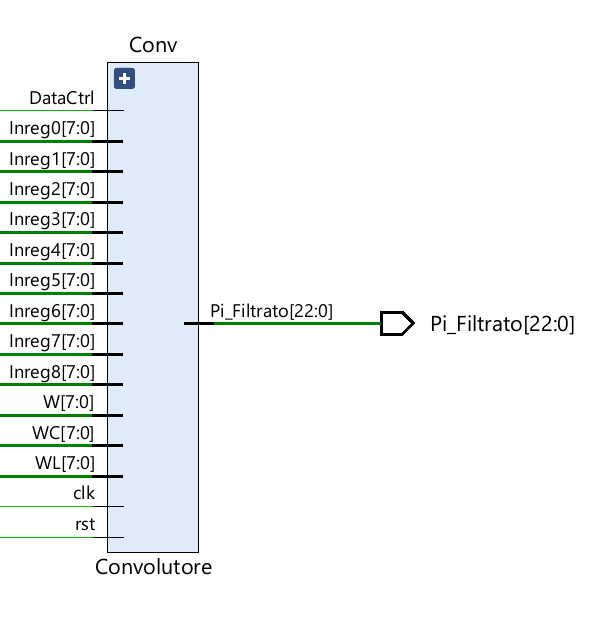 Conv
DataCtrl
Inreg0[7:0]
Inreg1[7:0]
Inreg2[7:0]
Inreg3[7:0]
Inreg4[7:0]
Inreg5[7:0]
Inreg6[7:0]
Inreg7[7:0]
Inreg8[7:0]
W[7:0]
WC[7:0]
WL[7:0]
clk
rst
Pi_Filtrato[22:0]
Pi_Filtrato[22:0]
Convolutore